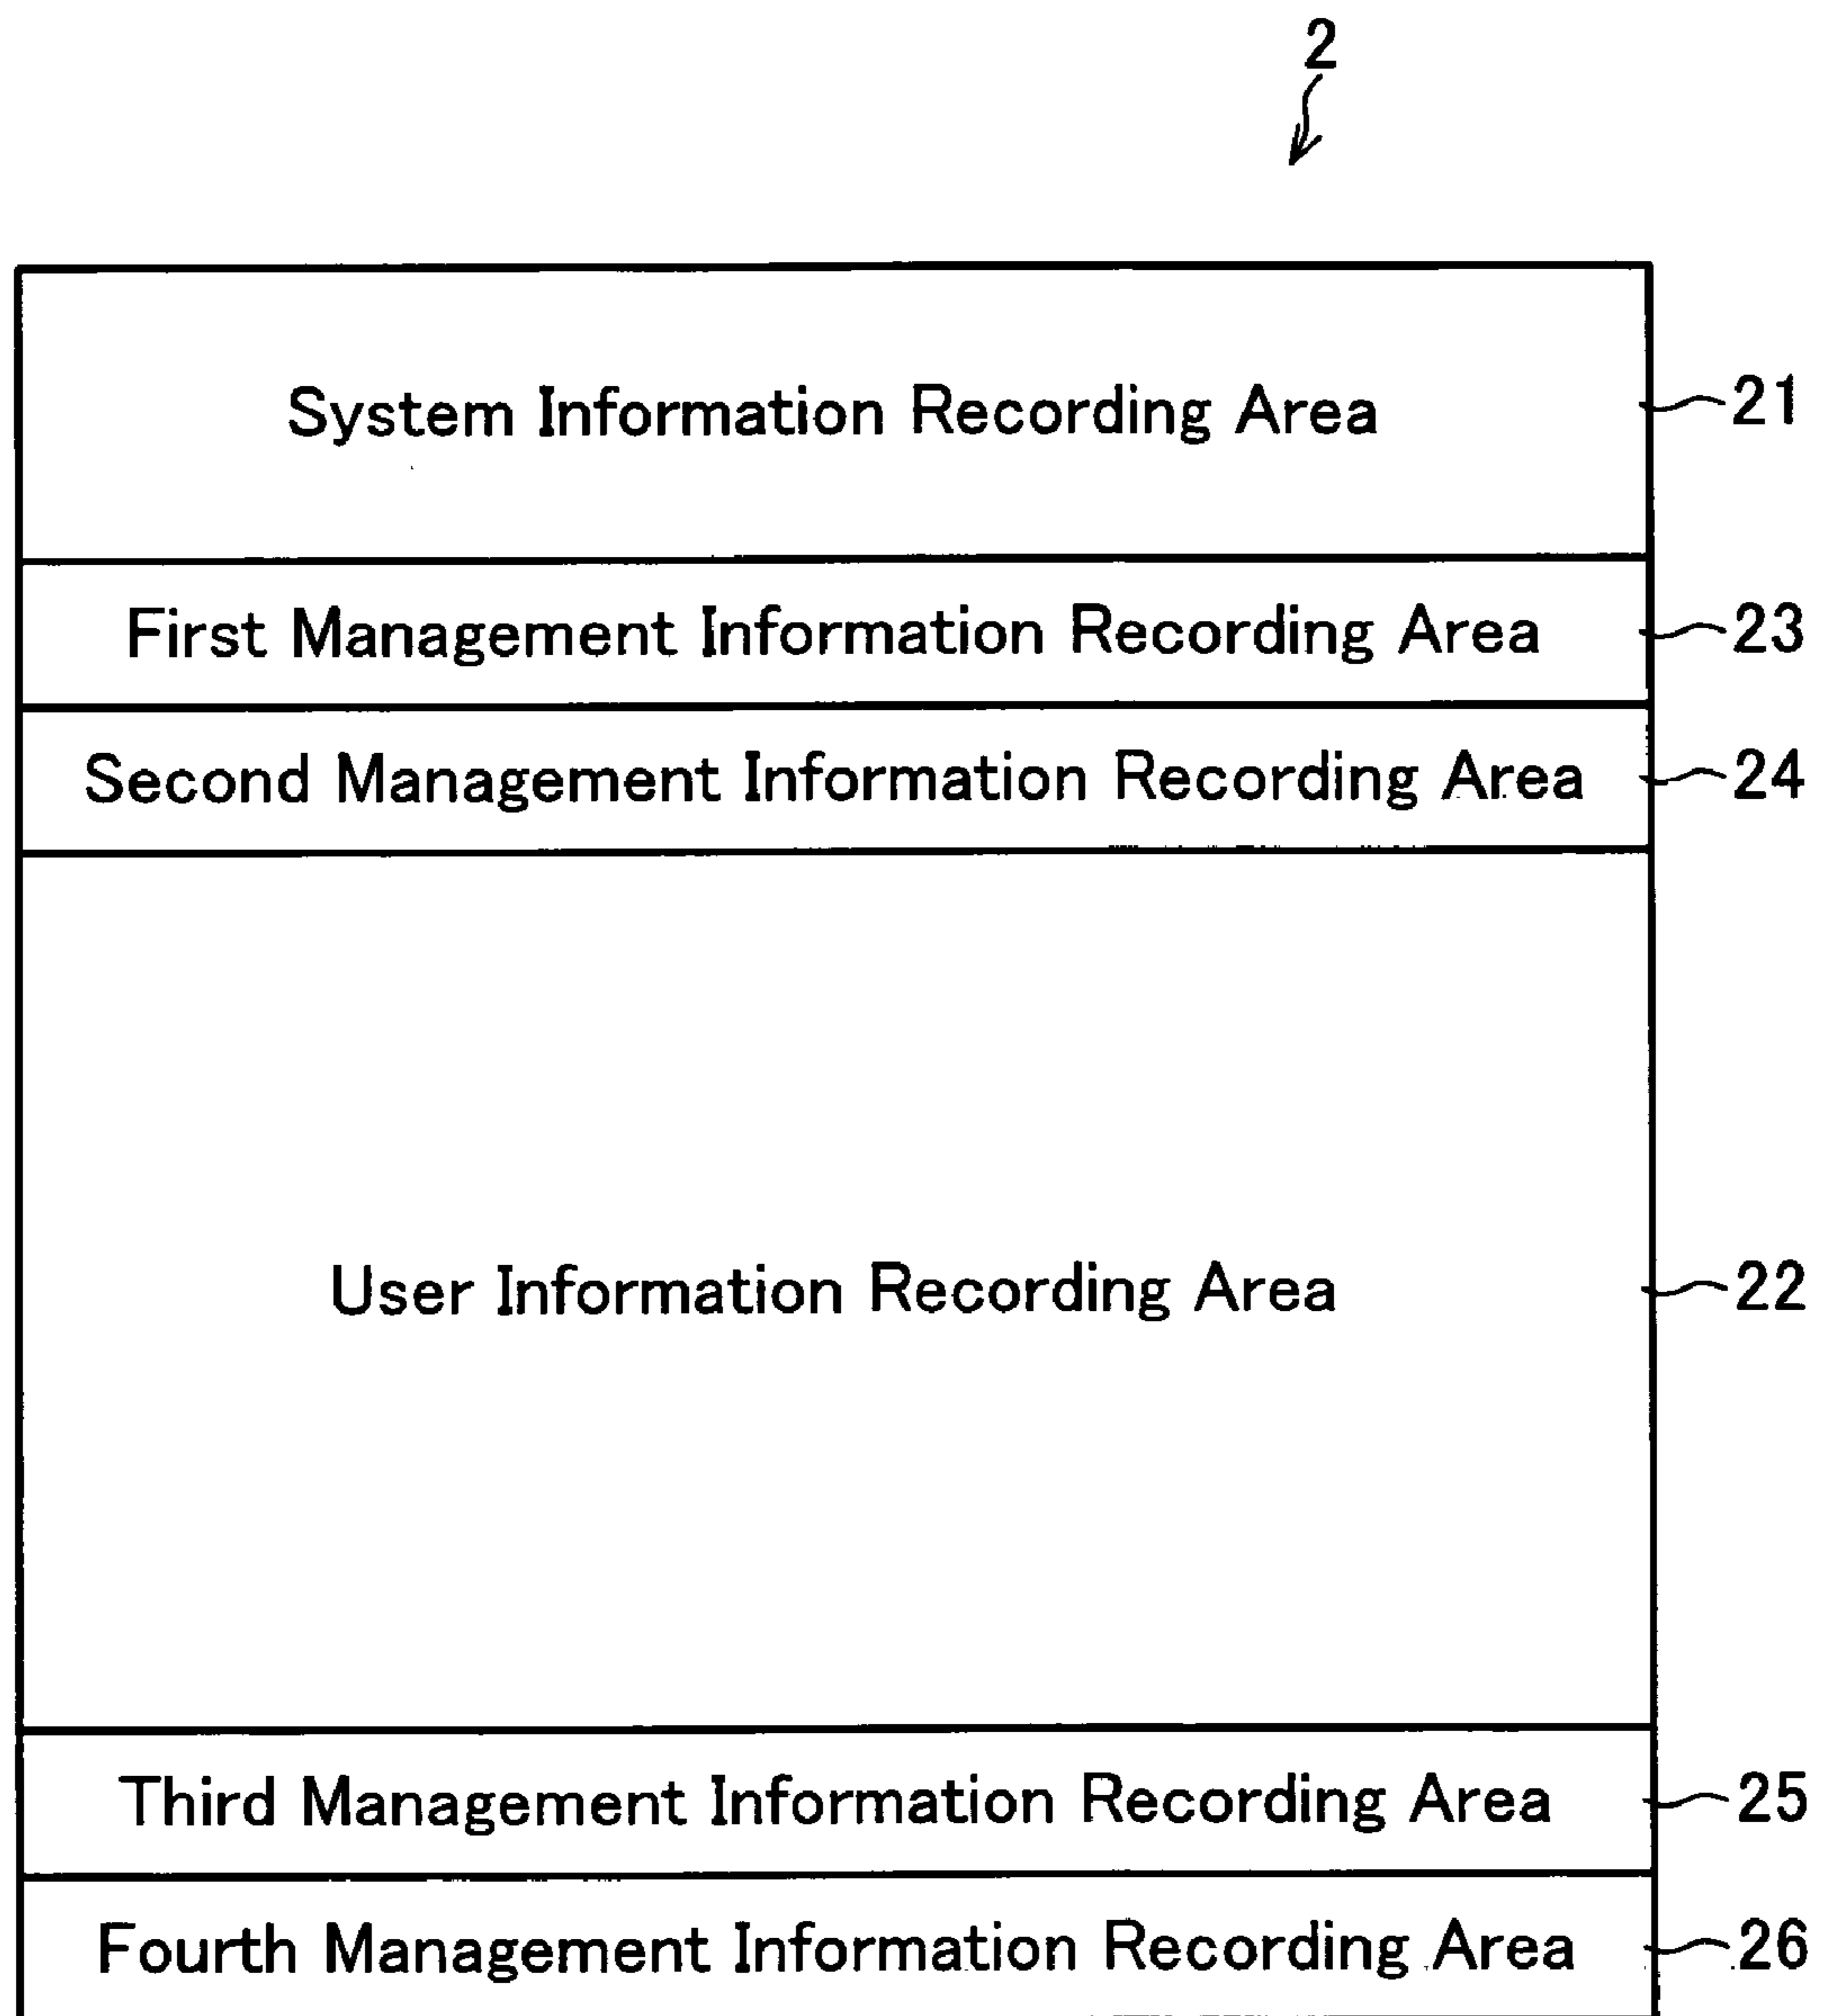 2
System Information Recording Area 21
First Management Information Recording Area 23
Second Management Information Recording Area 24
User Information Recording Area 22
Third Management Information Recording Area 25
Fourth Management Information Recording Area 26